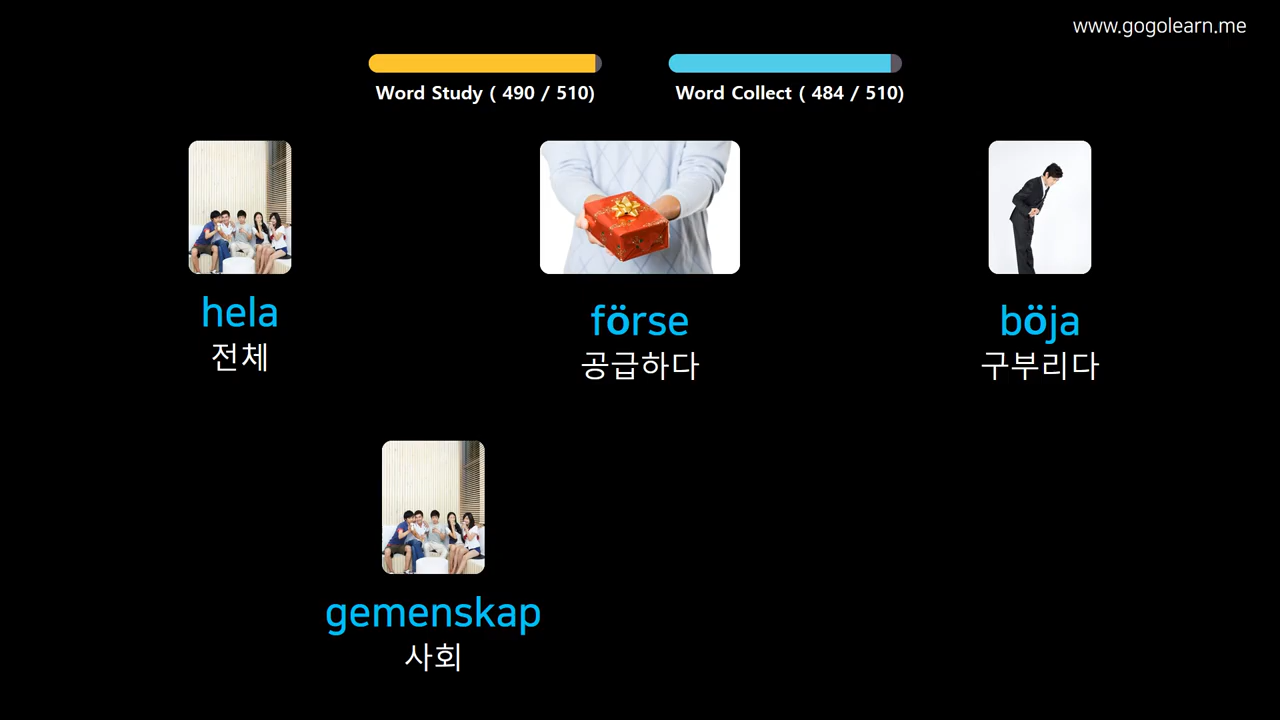 www.gogolearn.me
Word Study ( 490 / 510)
Word Collect ( 484 / 510)
hela
전체
förse
공급하다
böja
구부리다
gemenskap
사회